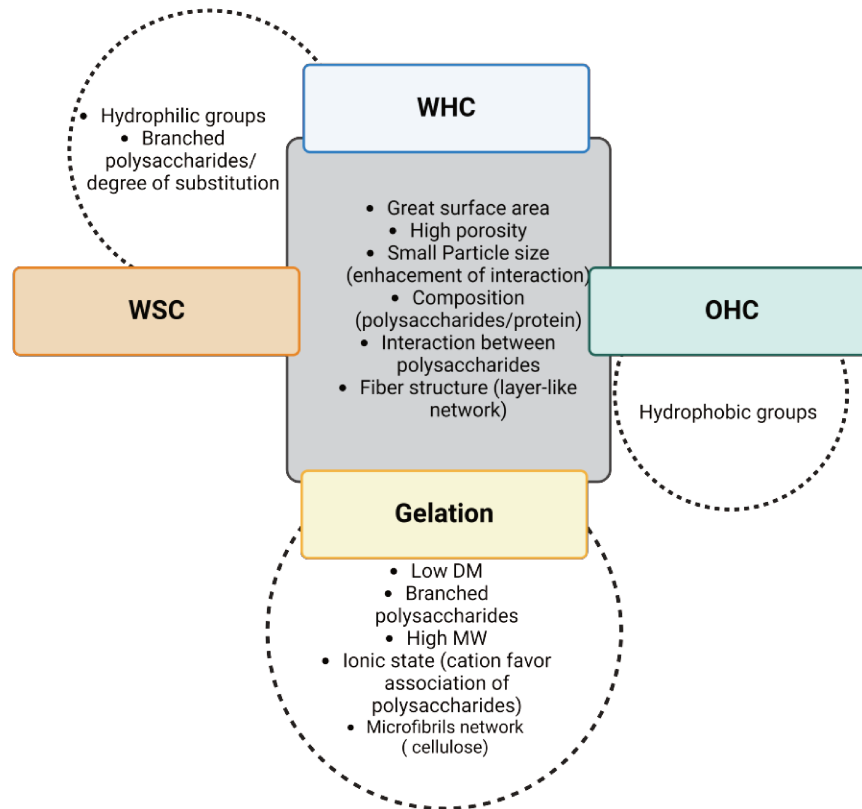 WHC
• Hydrophilic groups
• Branched
polysaccharides/
degree of substitution
• Great surface area
• High porosity
• Small Particle size
(enhacement of interaction)
• Composition
(polysaccharides/protein)
• Interaction between
polysaccharides
• Fiber structure (layer-like
network)
WSC
OHC
Hydrophobic groups
Gelation
• Low DM
• Branched
polysaccharides
• High MW
• Ionic state (cation favor
association of
polysaccharides)
• Microfibrils network
( cellulose)